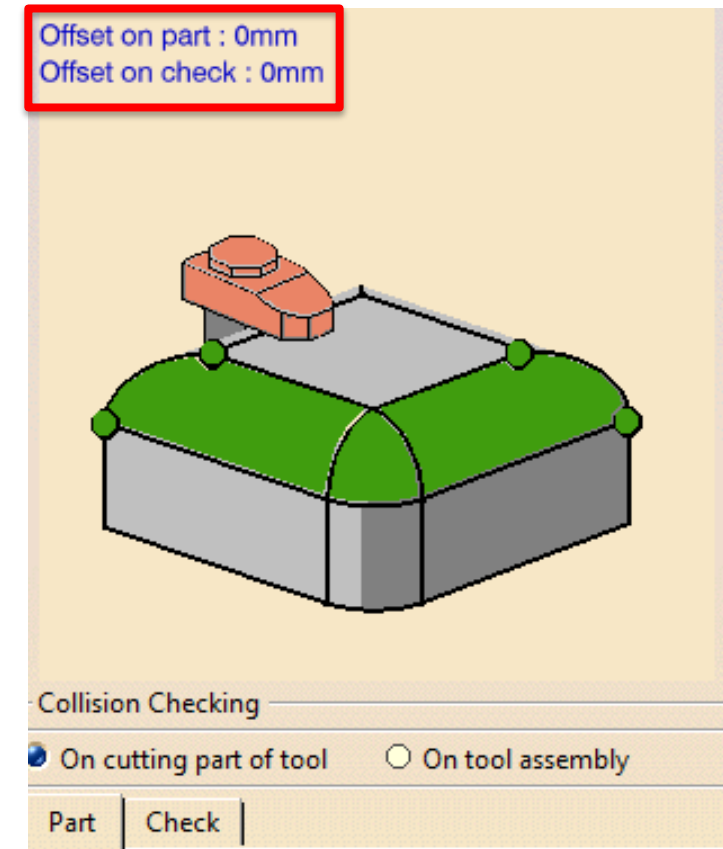 Offset on part : 0mm
Offset on check : 0mm
Collision Checking
On cutting part of tool On tool assembly
Part Check